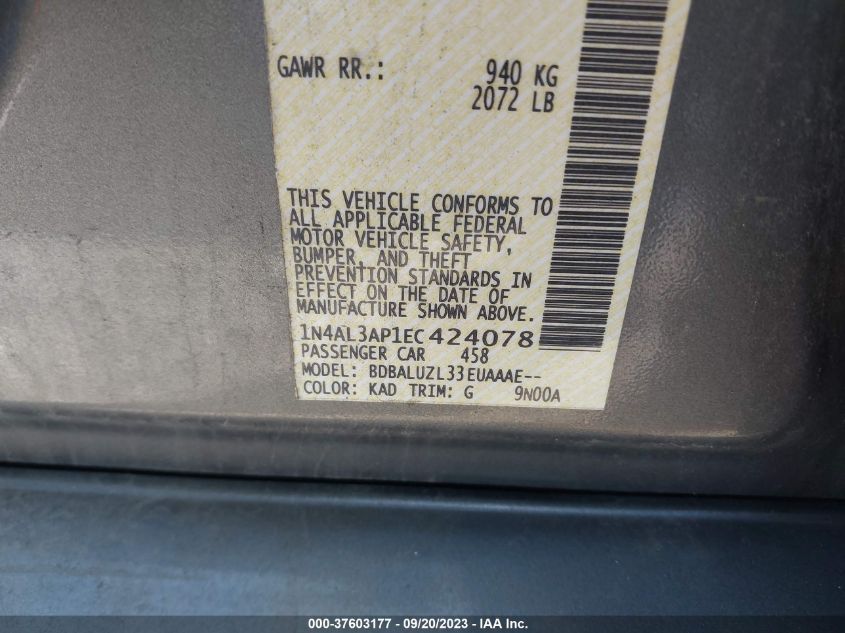 GAWR RR.: 940 KG
2072 LB
THIS VEHICLE CONFORMS TO
ALL APPLICABLE FEDERAL
MOTOR VEHICLE SAFETY,
BUMPER, AND THEFT
PREVENTION STANDARDS IN
EFFECT ON THE DATE OF
MANUFACTURE SHOWN ABOVE.
1N4AL3AP1EC424078
PASSENGER CAR 458
MODEL: BDBALUZL33EUAAAE--
COLOR: KAD TRIM: G 9N00A
000-37603177 - 09/20/2023 - IAA Inc.